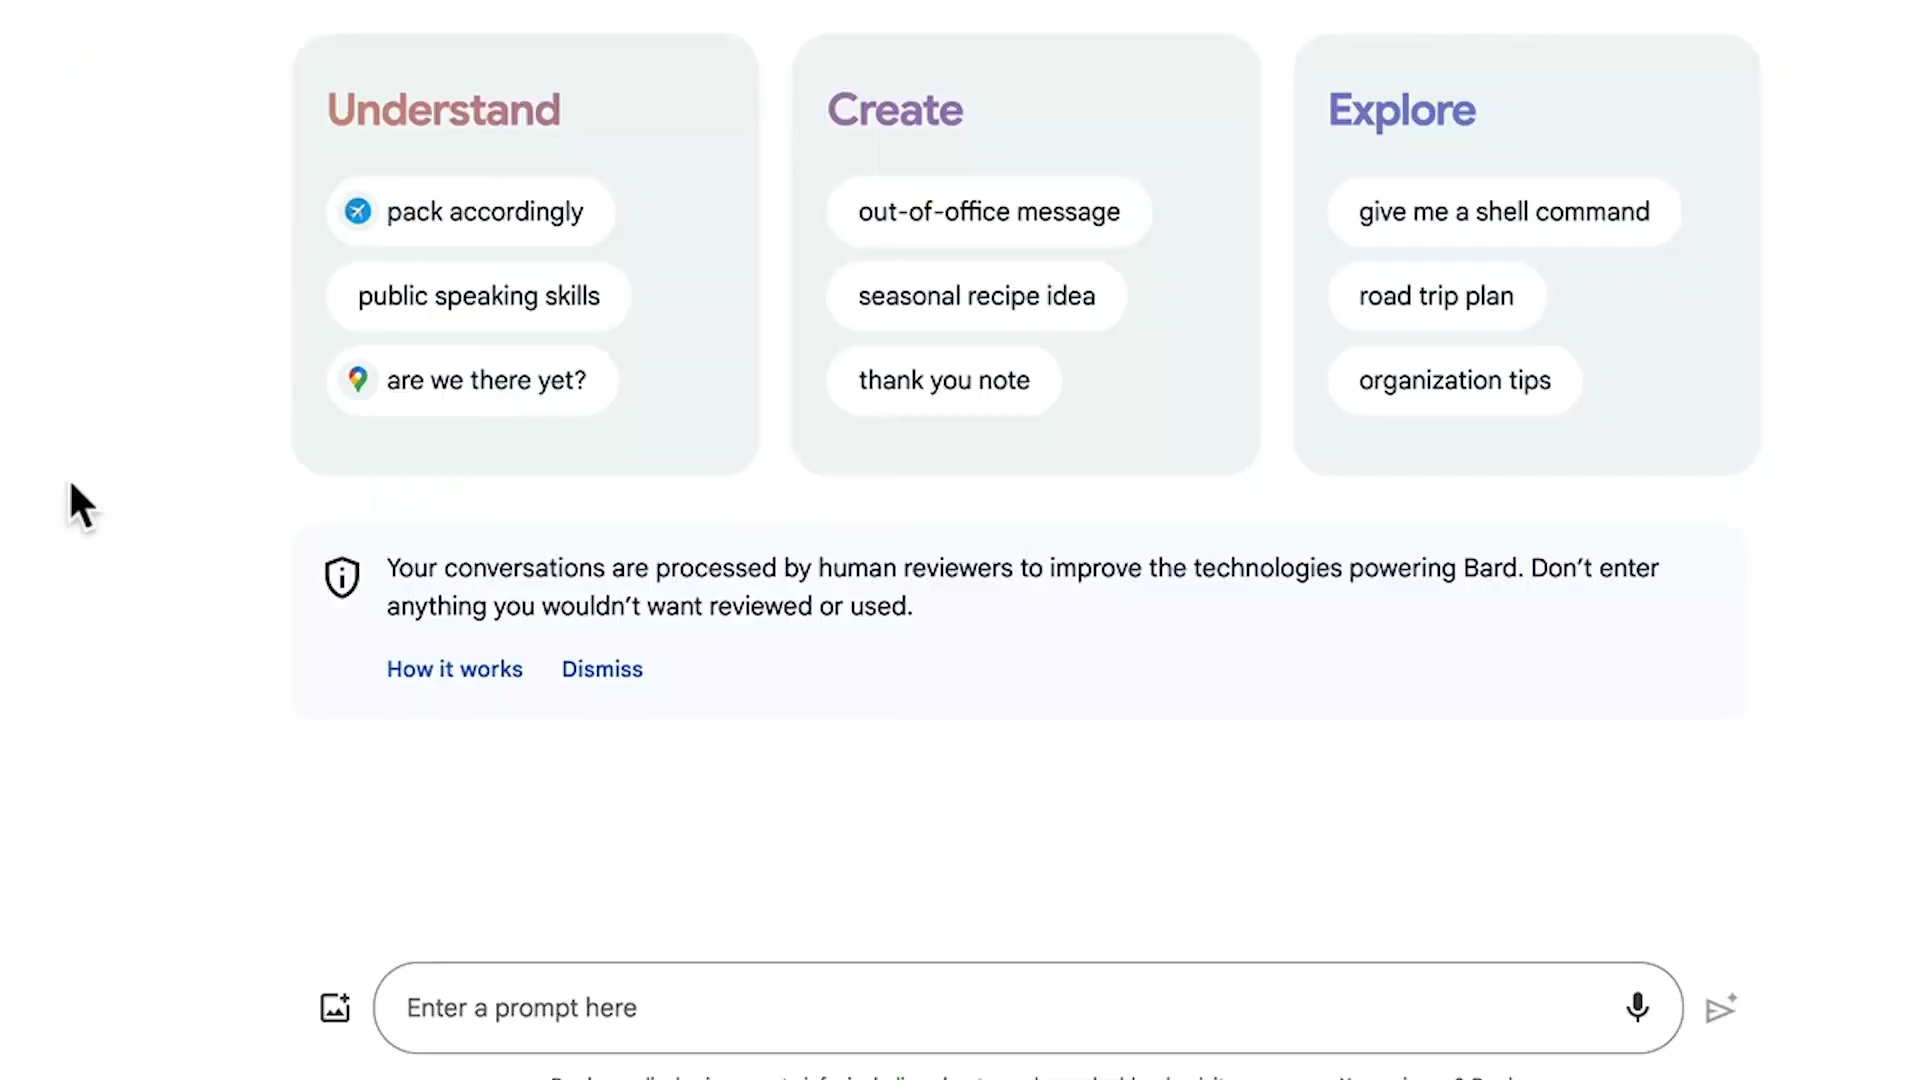 Understand
pack accordingly
public speaking skills
are we there yet?
Create
out-of-office message
seasonal recipe idea
thank you note
Explore
give me a shell command
road trip plan
organization tips
Your conversations are processed by human reviewers to improve the technologies powering Bard. Don’t enter
anything you wouldn’t want reviewed or used.
How it works Dismiss
Enter a prompt here